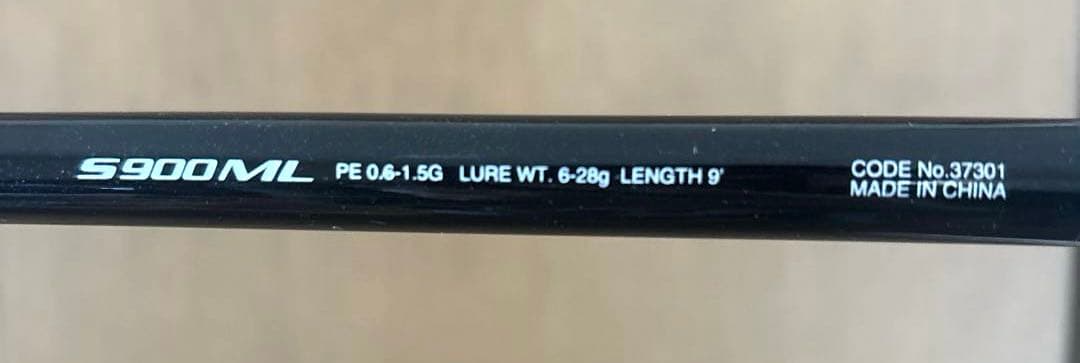 S900ML PE 0.6-1.5G LURE WT. 6-28g LENGTH 9'
CODE No.37301
MADE IN CHINA